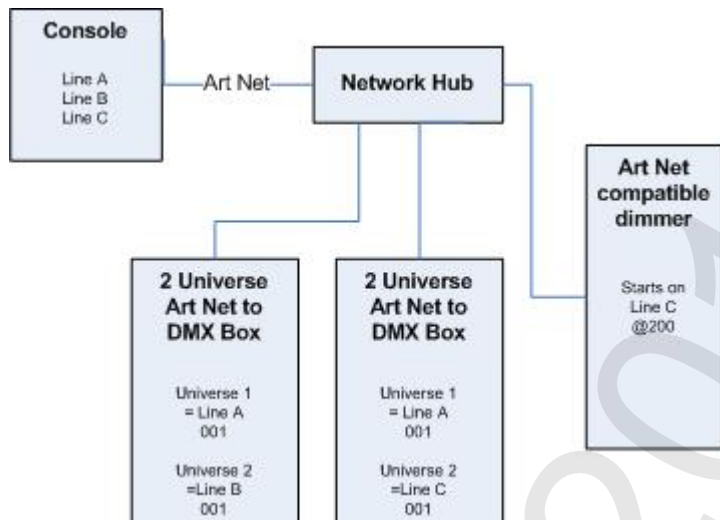 Console
Line A
Line B
Line C
Art Net
Network Hub
Art Net
compatible
dimmer
Starts on
Line C
@200
2 Universe
Art Net to
DMX Box
Universe 1
= Line A
001
Universe 2
=Line B
001
2 Universe
Art Net to
DMX Box
Universe 1
= Line A
001
Universe 2
=Line C
001